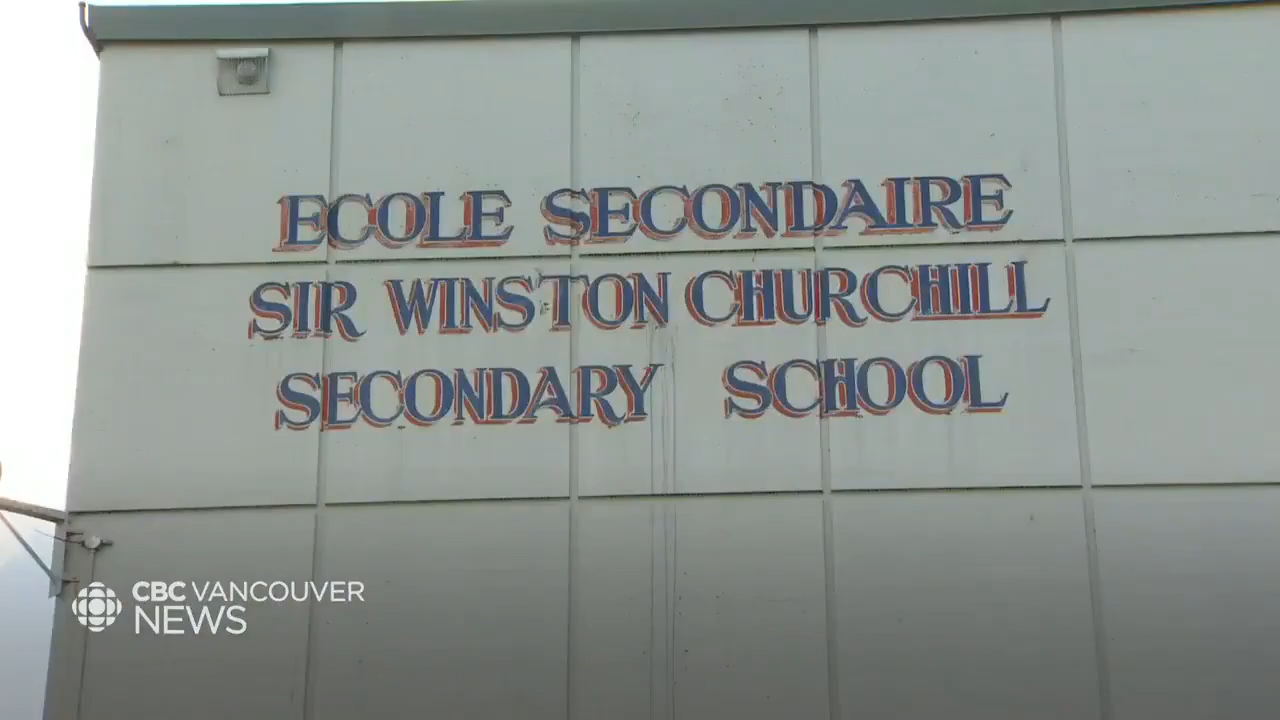 ECOLE SECONDAIRE
SIR WINSTON CHURCHILL
SECONDARY SCHOOL
CBC VANCOUVER
NEWS